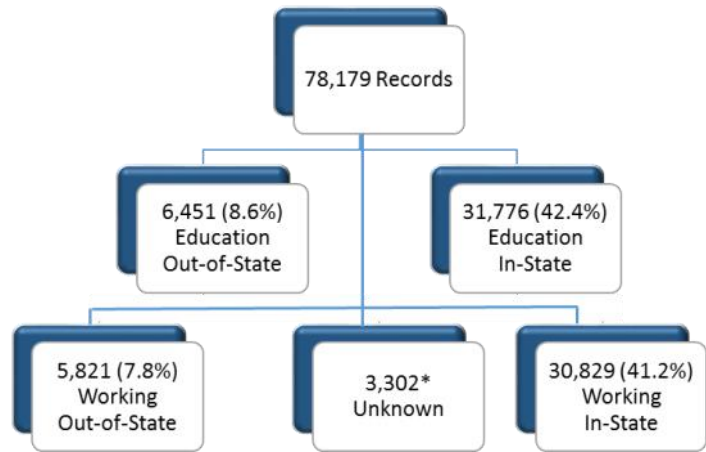 78,179 Records
6,451 (8.6%)
Education
Out-of-State
31,776 (42.4%)
Education
In-State
5,821 (7.8%)
Working
Out-of-State
3,302*
Unknown
30,829 (41.2%)
Working
In-State